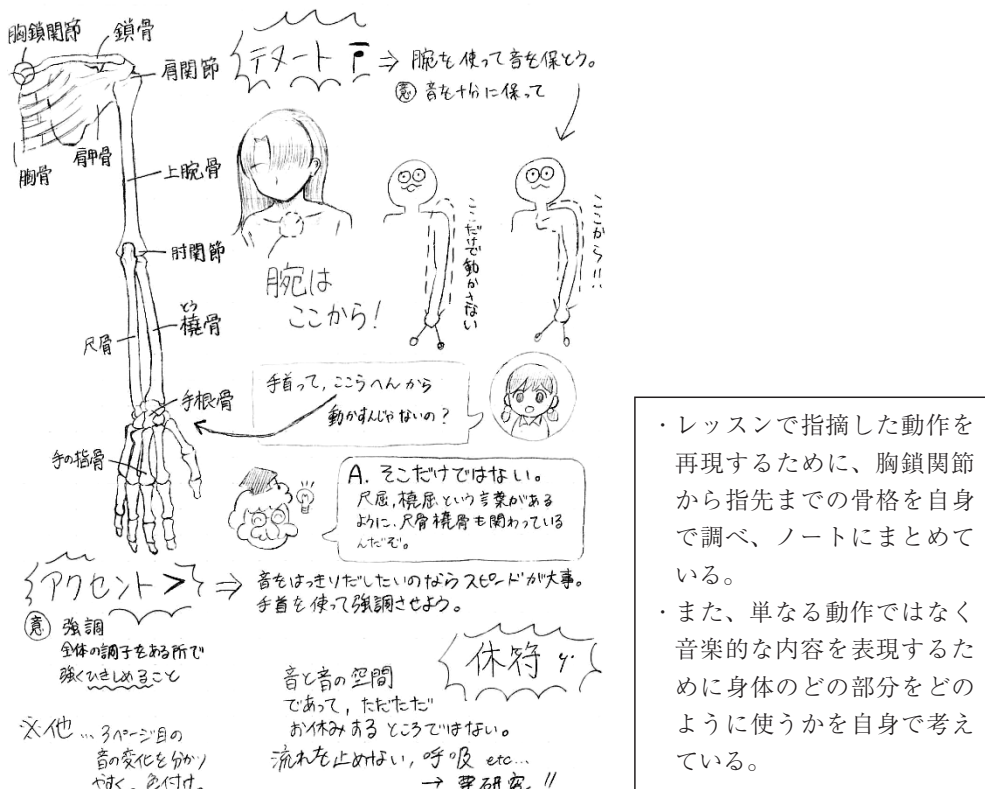 胸鎖関節
鎖骨
肩関節
胸骨
肩甲骨
上腕骨
肘関節
とう
橈骨
尺骨
手根骨
手の指骨
テヌート ⇒ 腕を使って音を保とう。
意 音を十分に保って
ここだけで動かさない
ここから!!
腕は
ここから!
手首って、ここらへんから
動かすんじゃないの?
A. そこだけではない。
尺屈,橈屈という言葉がある
ように、尺骨橈骨も関わっている
んだぞ。
アクセント > ⇒ 音をはっきりだしたいのならスピードが大事。
手首を使って強調させよう。
意 強調
全体の調子をある所で
強くひきしめること
休符
音と音の空間
であって、ただただ
お休みするところではない。
流れを止めない, 呼吸 etc...
→ 要研究!!
※他…3ページ目の
音の変化を分かり
やすく。色付け。
・レッスンで指摘した動作を
再現するために、胸鎖関節
から指先までの骨格を自身
で調べ、ノートにまとめて
いる。
・また、単なる動作ではなく
音楽的な内容を表現するた
めに身体のどの部分をどの
ように使うかを自身で考え
ている。